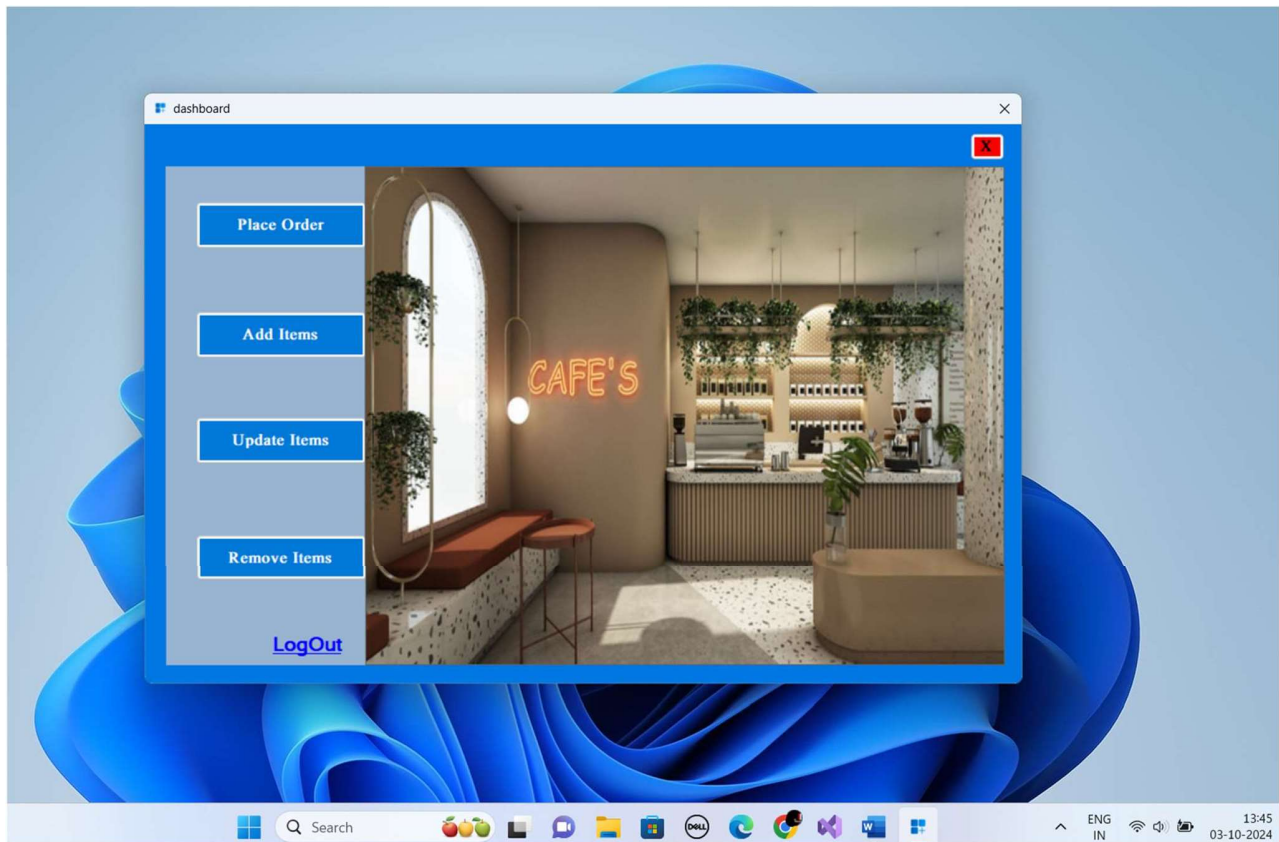 dashboard
X
Place Order
Add Items
Update Items
Remove Items
LogOut
CAFE'S
Search
DELL
W
ENG
IN
13:45
03-10-2024